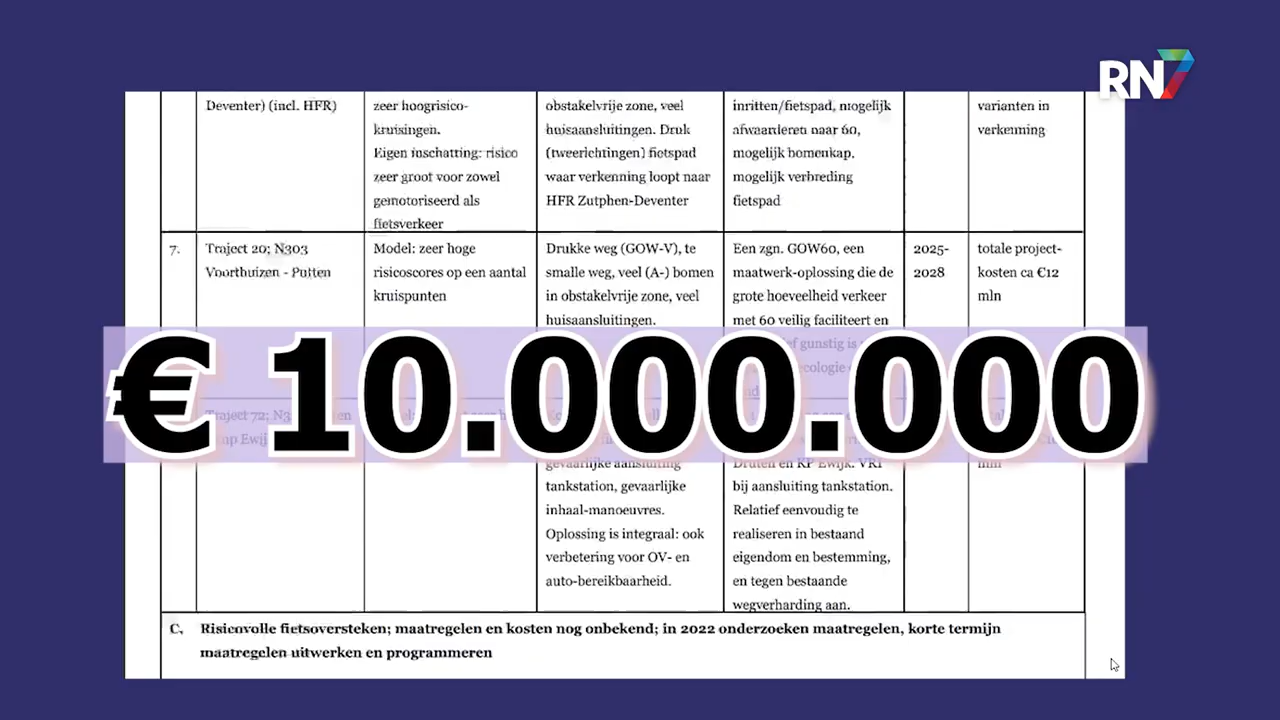 RN7
Deventer) (incl. HFR)
zeer hoogrisico-
kruisingen.
Eigen inschatting: risico
zeer groot voor zowel
gemotoriseerd als
fietsverkeer
obstakelvrije zone, veel
huisaansluitingen. Druk
(tweerichtingen) fietspad
waar verkenning loopt naar
HFR Zutphen-Deventer
inritten/fietspad, mogelijk
afwaarderen naar 60,
mogelijk bomenkap,
mogelijk verbreding
fietspad
varianten in
verkenning
7.
Traject 20; N303
Voorthuizen - Putten
Model: zeer hoge
risicoscores op een aantal
kruispunten
Drukke weg (GOW-V), te
smalle weg, veel (A-) bomen
in obstakelvrije zone, veel
huisaansluitingen.
Een zgn. GOW60, een
maatwerk-oplossing die de
grote hoeveelheid verkeer
met 60 veilig faciliteert en
gunstig is
2025-
2028
totale project-
kosten ca €12
mln
€ 10.000.000
Traject 72; en
Ewijk
gevaarlijke aansluiting
tankstation, gevaarlijke
inhaal-manoeuvres.
Oplossing is integraal: ook
verbetering voor OV- en
auto-bereikbaarheid.
Druten en KP Ewijk. VRI
bij aansluiting tankstation.
Relatief eenvoudig te
realiseren in bestaand
eigendom en bestemming,
en tegen bestaande
wegverharding aan.
mln
C. Risicovolle fietsoversteken; maatregelen en kosten nog onbekend; in 2022 onderzoeken maatregelen, korte termijn
maatregelen uitwerken en programmeren